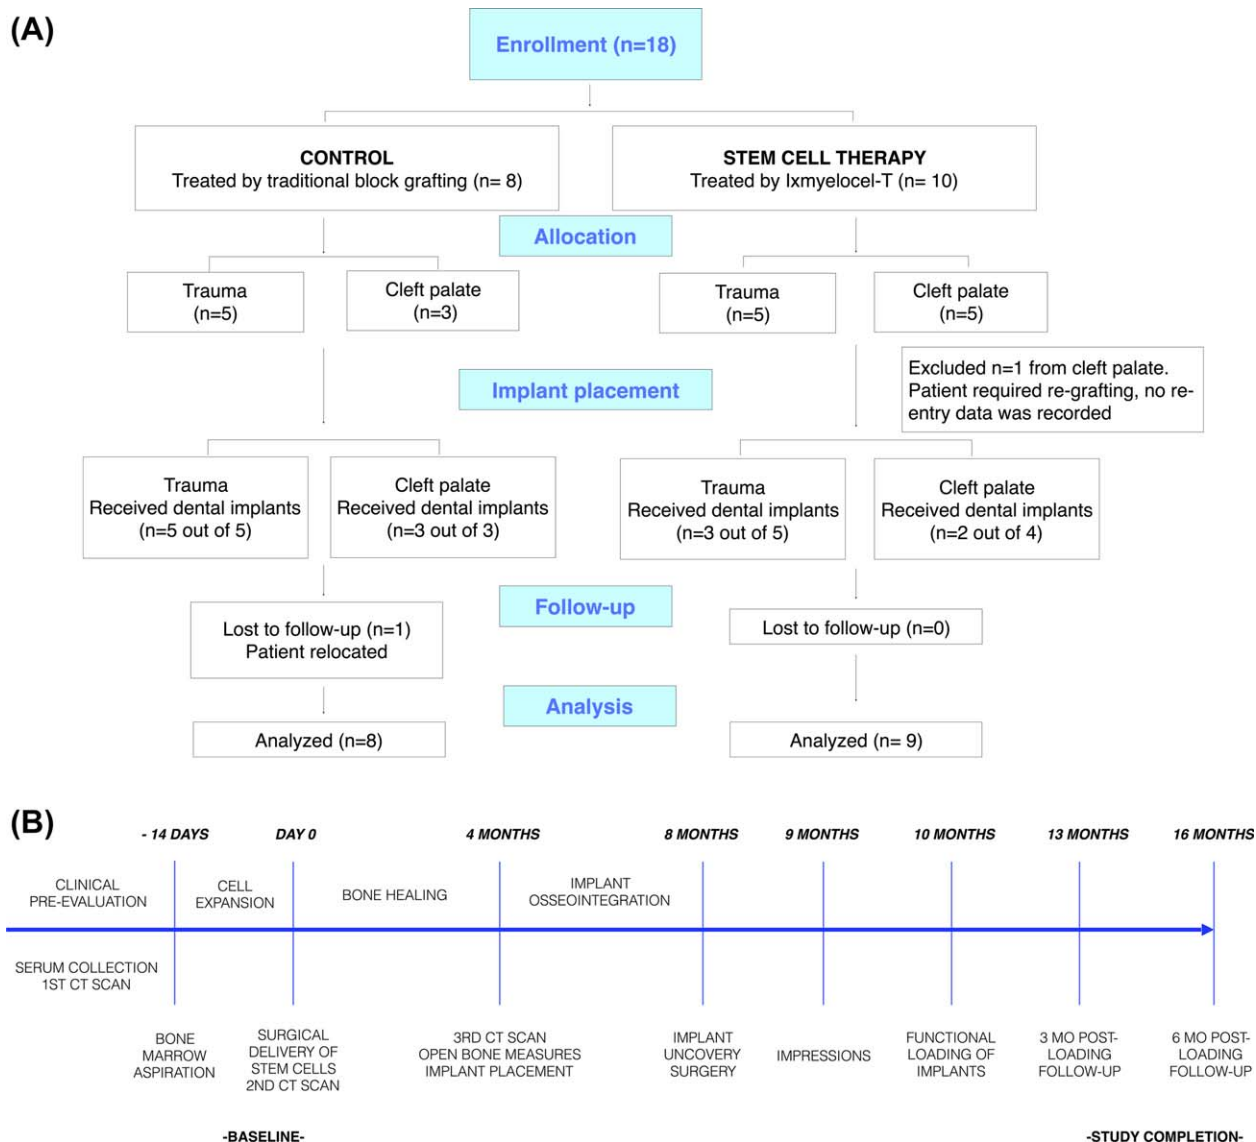 (A)
Enrollment (n=18)
CONTROL
Treated by traditional block grafting (n= 8)
STEM CELL THERAPY
Treated by Ixmyelocel-T (n= 10)
Allocation
Trauma
(n=5)
Cleft palate
(n=3)
Trauma
(n=5)
Cleft palate
(n=5)
Excluded n=1 from cleft palate.
Patient required re-grafting, no re-
entry data was recorded
Implant placement
Trauma
Received dental implants
(n=5 out of 5)
Cleft palate
Received dental implants
(n=3 out of 3)
Trauma
Received dental implants
(n=3 out of 5)
Cleft palate
Received dental implants
(n=2 out of 4)
Follow-up
Lost to follow-up (n=1)
Patient relocated
Lost to follow-up (n=0)
Analysis
Analyzed (n=8)
Analyzed (n= 9)
(B)
- 14 DAYS
DAY 0
4 MONTHS
8 MONTHS
9 MONTHS
10 MONTHS
13 MONTHS
16 MONTHS
CLINICAL
PRE-EVALUATION
CELL
EXPANSION
BONE HEALING
IMPLANT
OSSEOINTEGRATION
SERUM COLLECTION
1ST CT SCAN
BONE
MARROW
ASPIRATION
SURGICAL
DELIVERY OF
STEM CELLS
2ND CT SCAN
3RD CT SCAN
OPEN BONE MEASURES
IMPLANT PLACEMENT
IMPLANT
UNCOVERY
SURGERY
IMPRESSIONS
FUNCTIONAL
LOADING OF
IMPLANTS
3 MO POST-
LOADING
FOLLOW-UP
6 MO POST-
LOADING
FOLLOW-UP
-BASELINE-
-STUDY COMPLETION-